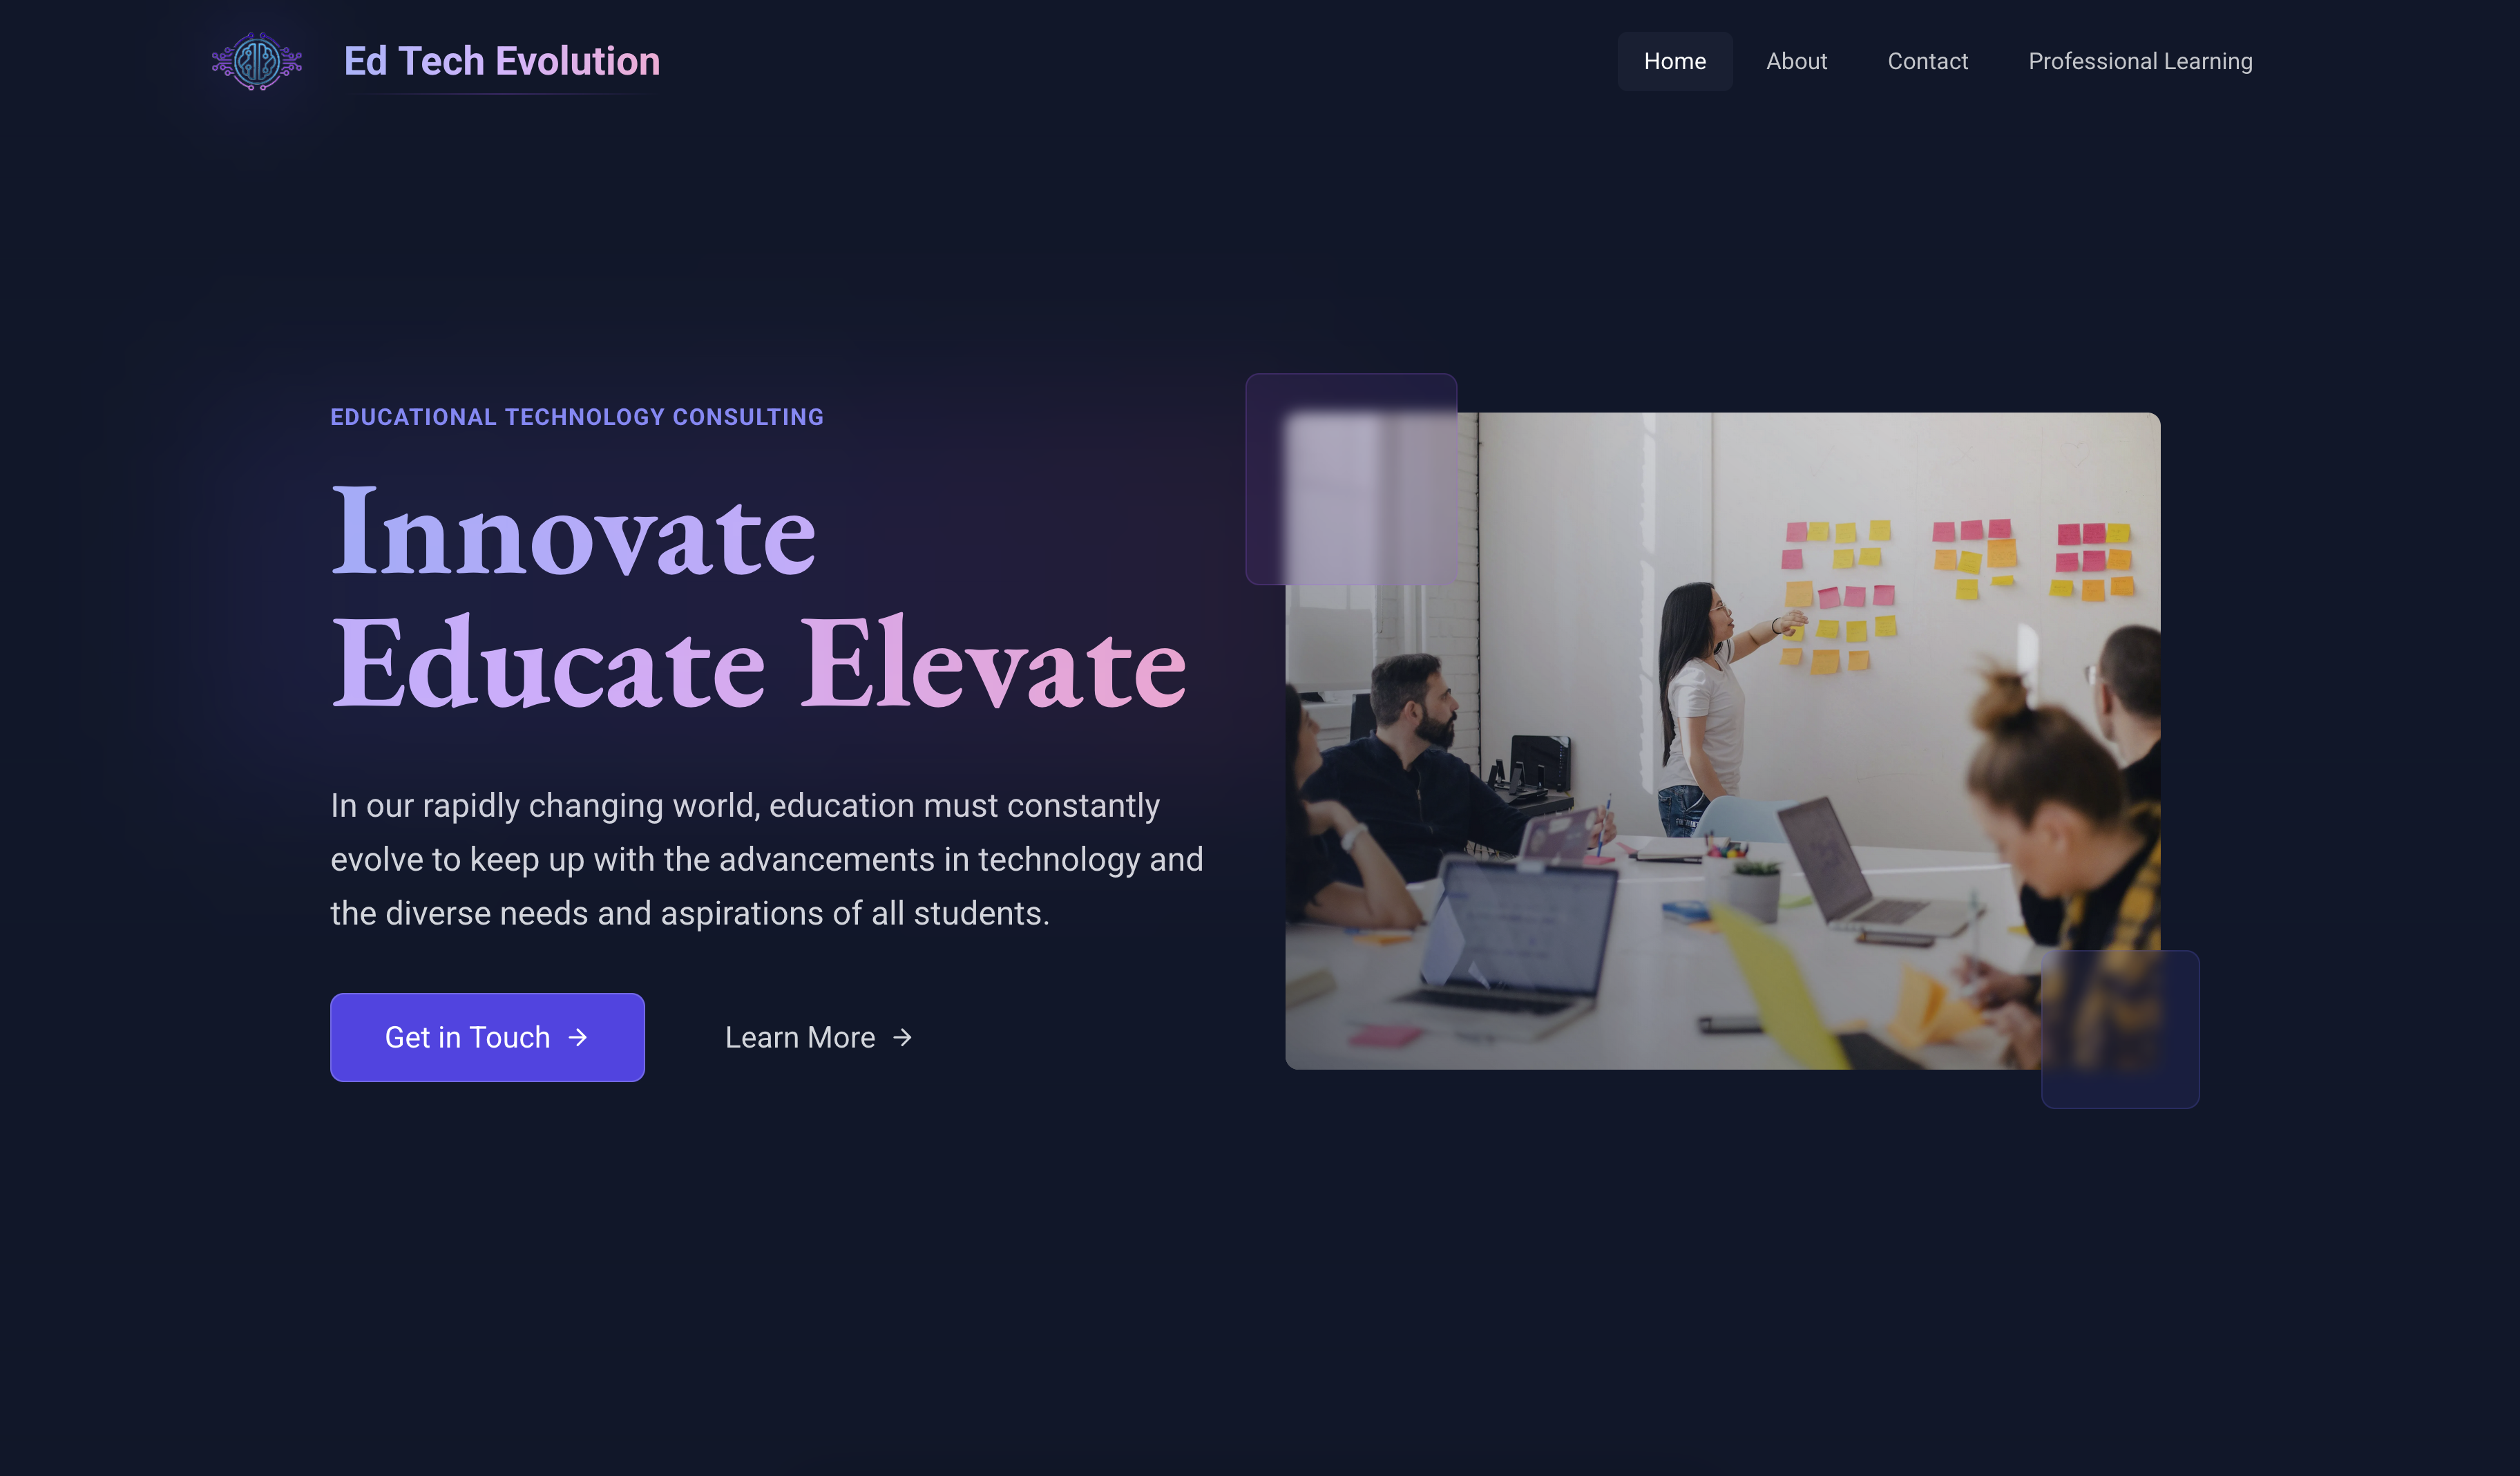 Ed Tech Evolution
Home
About
Contact
Professional Learning
EDUCATIONAL TECHNOLOGY CONSULTING
Innovate
Educate Elevate
In our rapidly changing world, education must constantly
evolve to keep up with the advancements in technology and
the diverse needs and aspirations of all students.
Get in Touch →
Learn More →